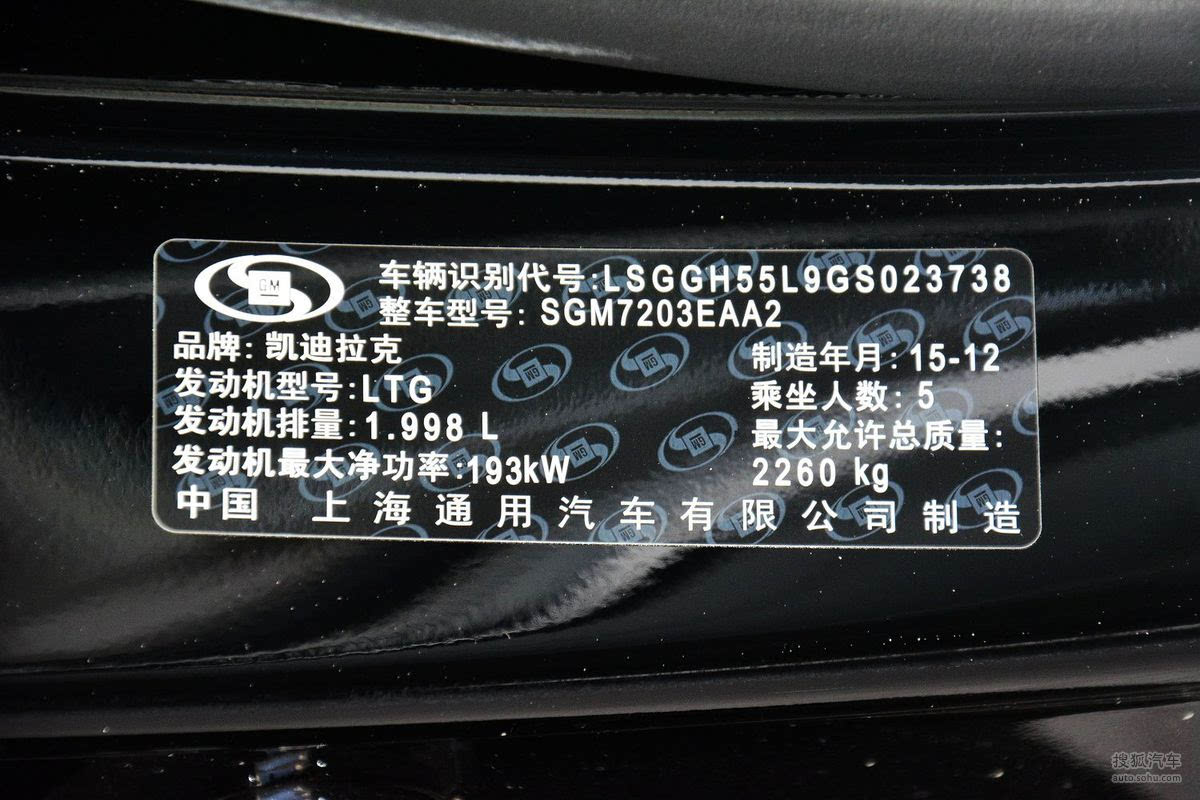 GM
车辆识别代号:LSGGH55L9GS023738
整车型号: SGM7203EAA2
品牌: 凯迪拉克
制造年月: 15-12
发动机型号:LTG
乘坐人数: 5
发动机排量:1.998 L
最大允许总质量:
发动机最大净功率:193kW
2260 kg
中国 上海通用汽车有限公司制造
搜狐汽车
auto.sohu.com